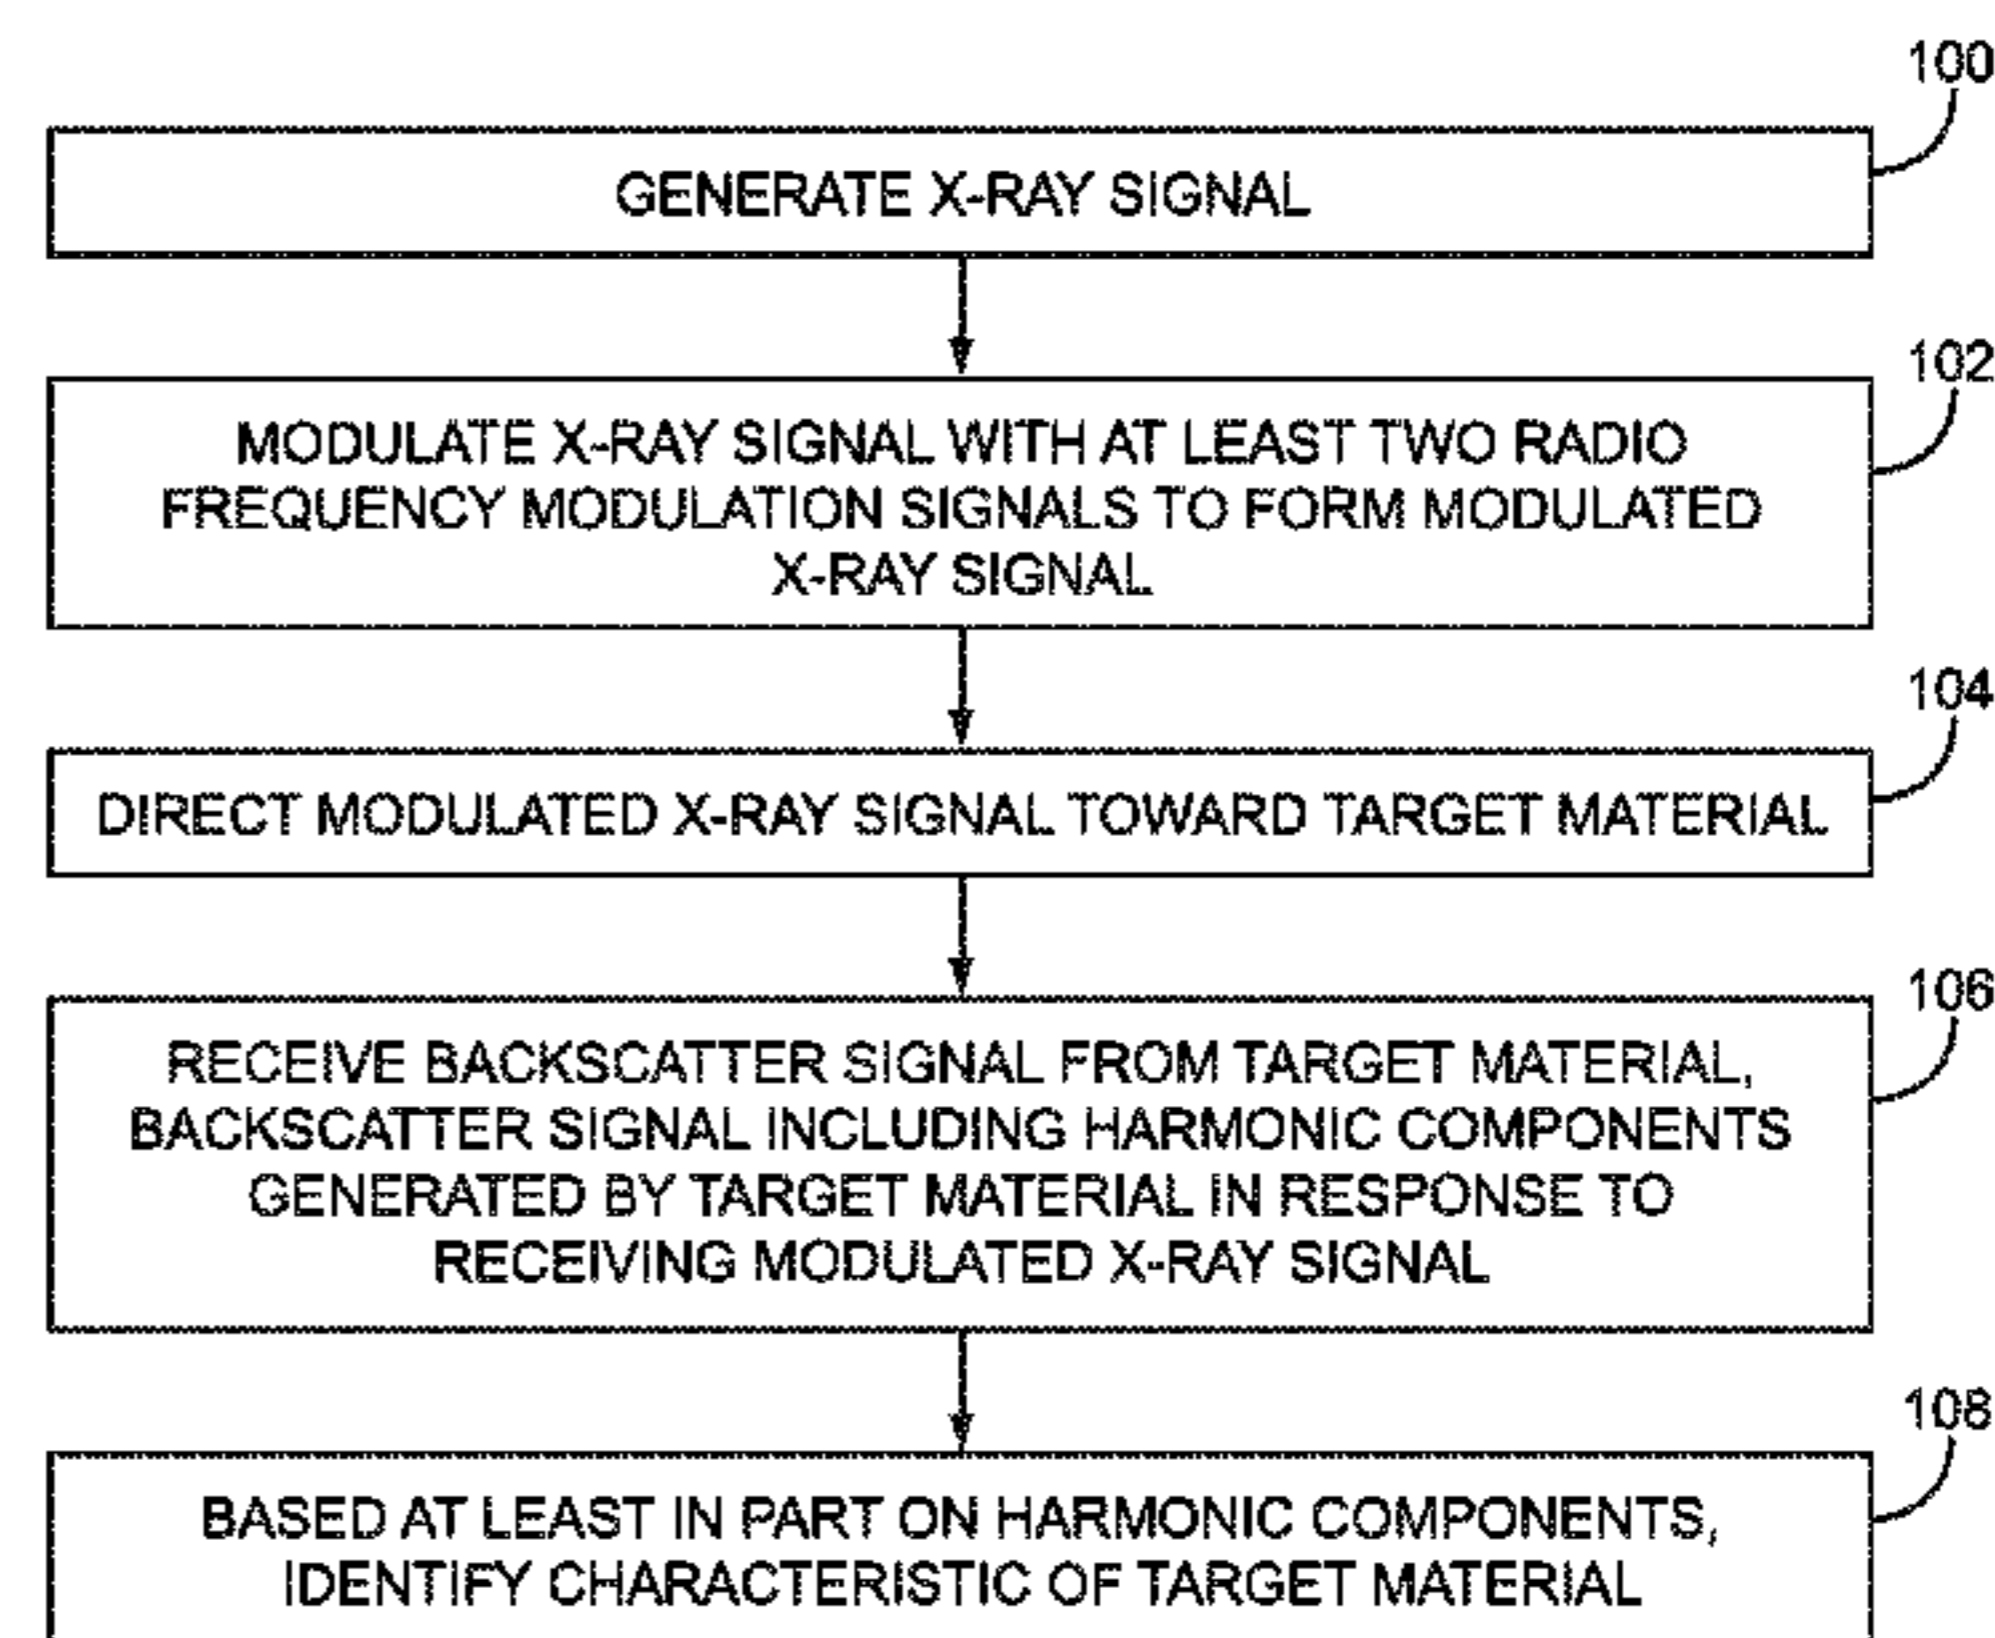 100
GENERATE X-RAY SIGNAL
102
MODULATE X-RAY SIGNAL WITH AT LEAST TWO RADIO
FREQUENCY MODULATION SIGNALS TO FORM MODULATED
X-RAY SIGNAL
104
DIRECT MODULATED X-RAY SIGNAL TOWARD TARGET MATERIAL
106
RECEIVE BACKSCATTER SIGNAL FROM TARGET MATERIAL,
BACKSCATTER SIGNAL INCLUDING HARMONIC COMPONENTS
GENERATED BY TARGET MATERIAL IN RESPONSE TO
RECEIVING MODULATED X-RAY SIGNAL
108
BASED AT LEAST IN PART ON HARMONIC COMPONENTS,
IDENTIFY CHARACTERISTIC OF TARGET MATERIAL